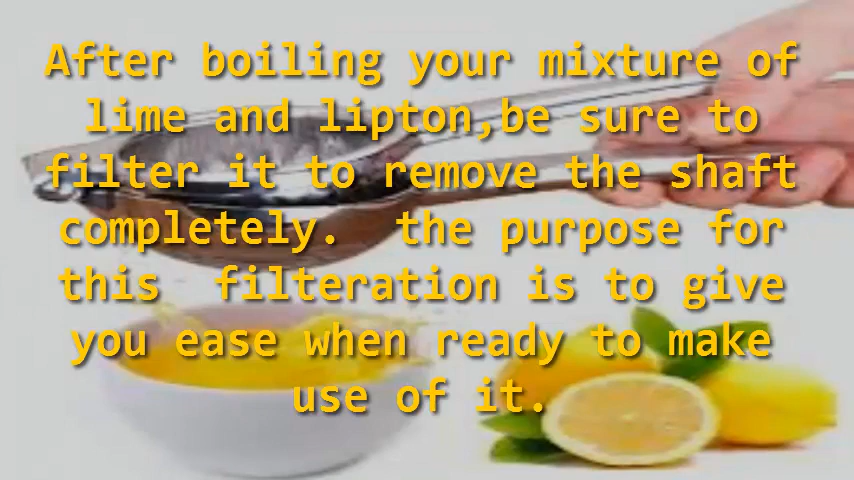 After boiling your mixture of
lime and lipton,be sure to
filter it to remove the shaft
completely.  the purpose for
this  filteration is to give
you ease when ready to make
use of it.